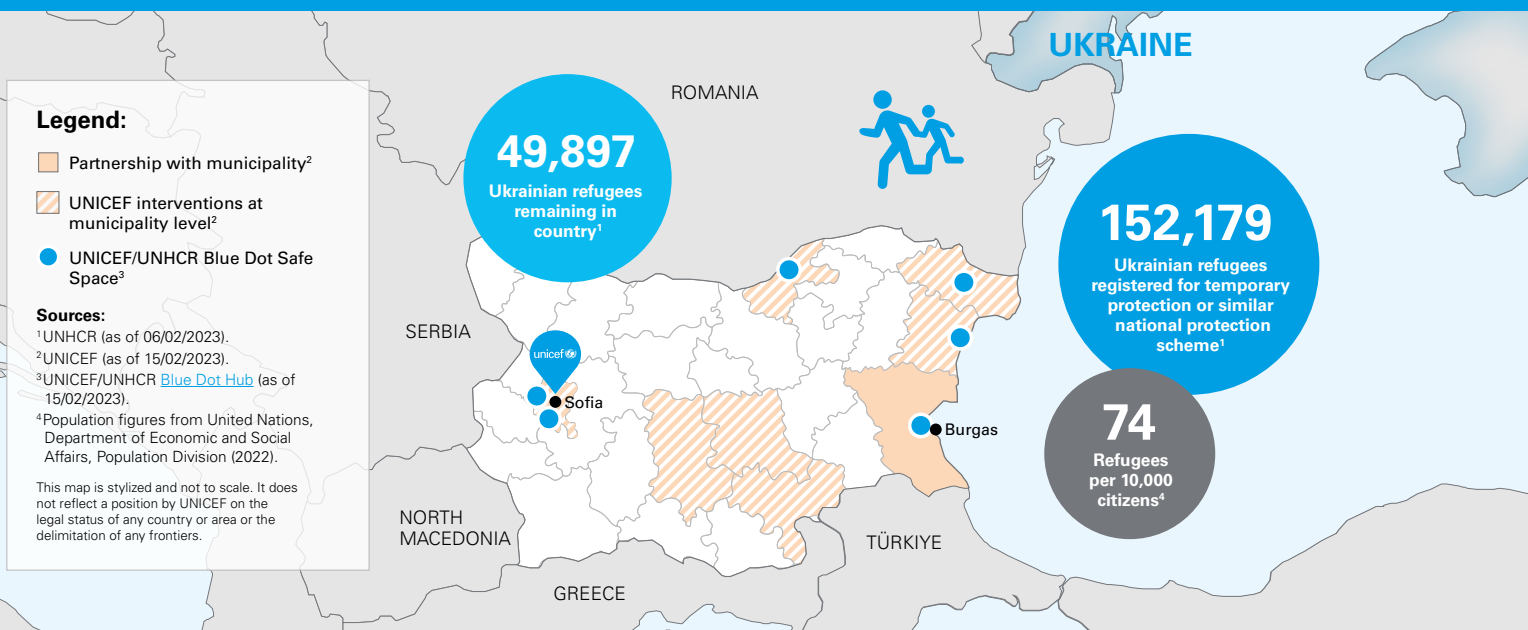 UKRAINE
ROMANIA
Legend:
Partnership with municipality²
UNICEF interventions at
municipality level²
UNICEF/UNHCR Blue Dot Safe
Space³
Sources:
¹UNHCR (as of 06/02/2023).
²UNICEF (as of 15/02/2023).
³UNICEF/UNHCR Blue Dot Hub (as of
15/02/2023).
⁴Population figures from United Nations,
Department of Economic and Social
Affairs, Population Division (2022).
This map is stylized and not to scale. It does
not reflect a position by UNICEF on the
legal status of any country or area or the
delimitation of any frontiers.
49,897
Ukrainian refugees
remaining in
country¹
152,179
Ukrainian refugees
registered for temporary
protection or similar
national protection
scheme¹
74
Refugees
per 10,000
citizens⁴
SERBIA
unicef
Sofia
Burgas
NORTH
MACEDONIA
TÜRKIYE
GREECE